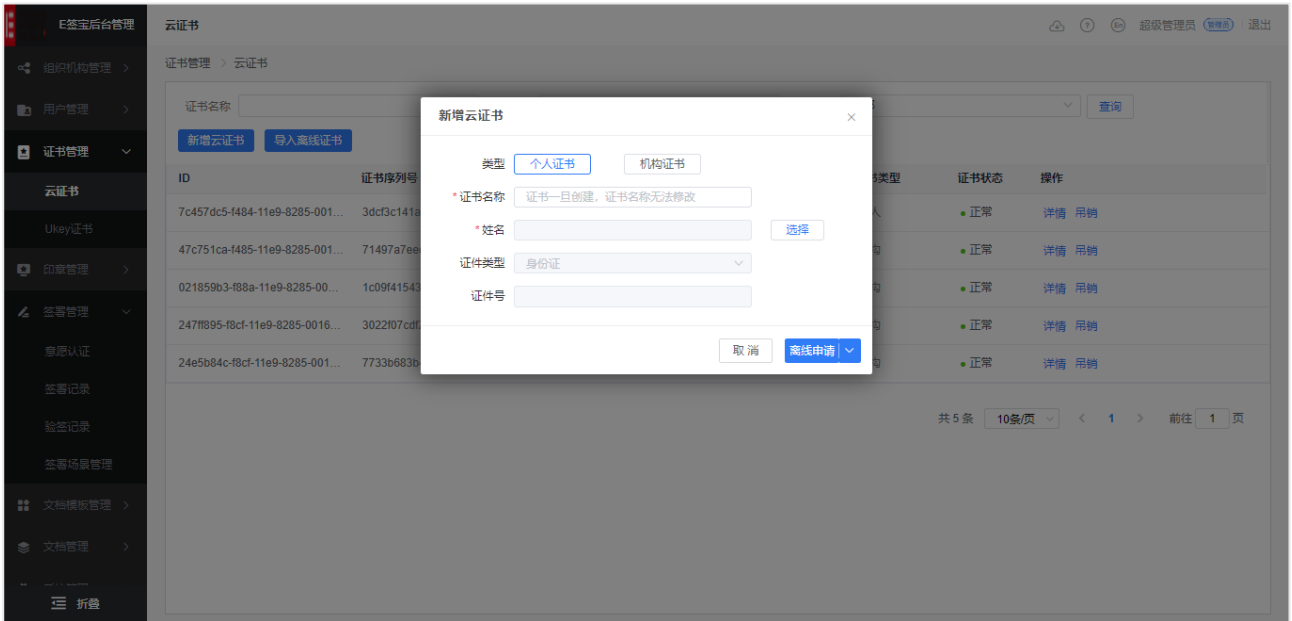 E签宝后台管理
云证书
En
超级管理员
管理员
退出
组织机构管理
证书管理 > 云证书
用户管理
证书名称
查询
新增云证书
×
新增云证书
导入离线证书
证书管理
类型
个人证书
机构证书
ID
证书序列号
书类型
证书状态
操作
云证书
*证书名称
证书一旦创建，证书名称无法修改
7c457dc5-f484-11e9-8285-001...
3dcf3c141a
人
正常
详情 吊销
Ukey证书
*姓名
选择
47c751ca-f485-11e9-8285-001...
71497a7ee
构
正常
详情 吊销
印章管理
证件类型
身份证
021859b3-f88a-11e9-8285-00...
1c09f41543
构
正常
详情 吊销
证件号
签署管理
247ff895-f8cf-11e9-8285-0016...
3022f07cdf
构
正常
详情 吊销
意愿认证
取 消
离线申请
24e5b84c-f8cf-11e9-8285-001...
7733b683b
构
正常
详情 吊销
签署记录
共 5 条
10条/页
<
1
>
前往 1 页
验签记录
签署场景管理
文档模板管理
文档管理
折叠